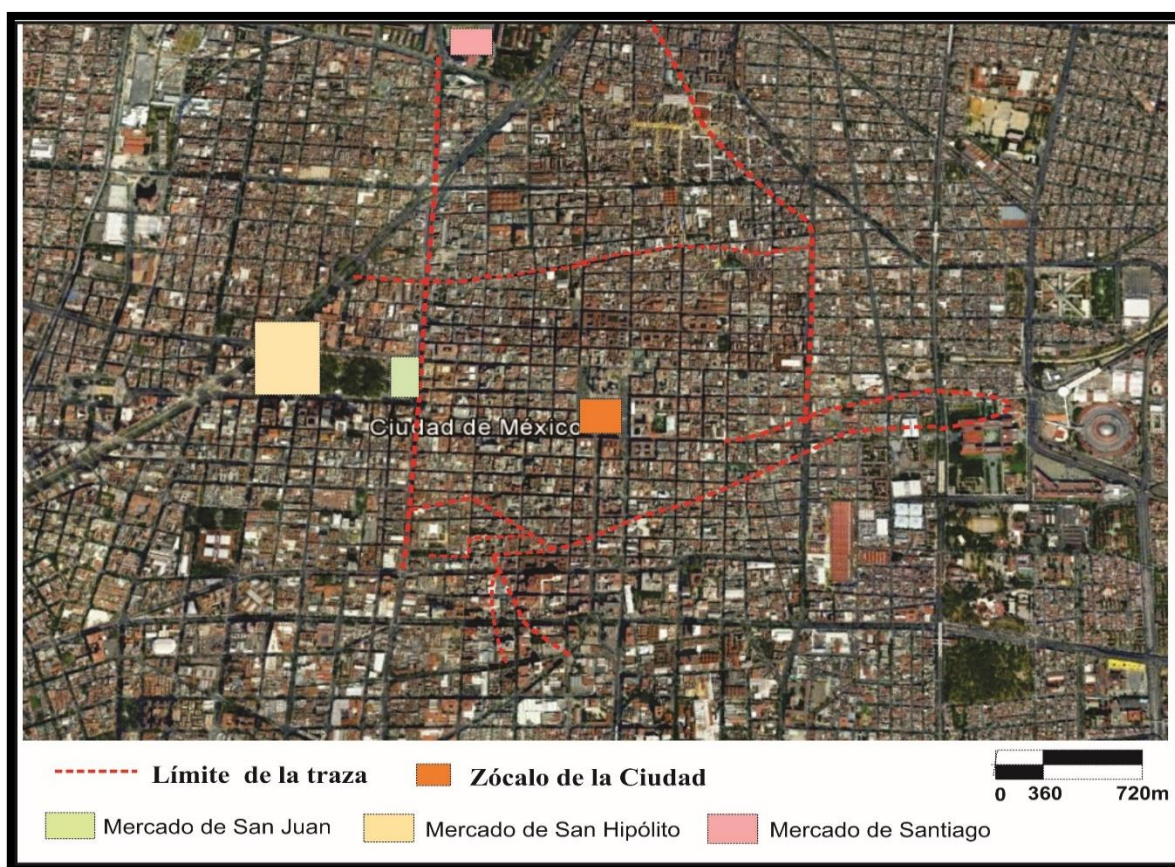 Ciudad de México
Límite de la traza
Zócalo de la Ciudad
0 360 720m
Mercado de San Juan
Mercado de San Hipólito
Mercado de Santiago